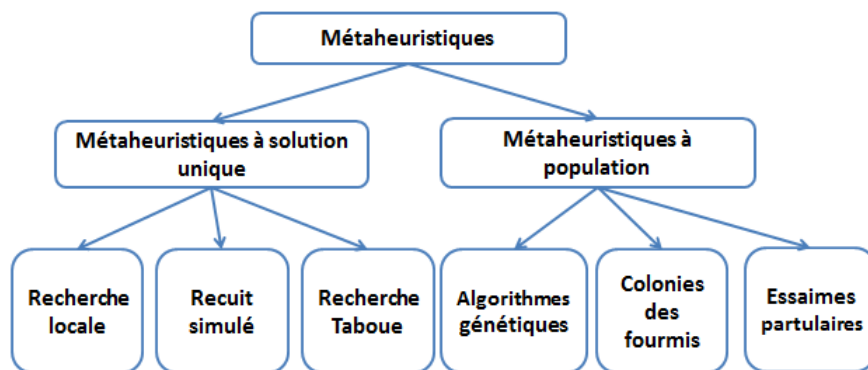 Métaheuristiques
Métaheuristiques à solution
unique
Métaheuristiques à
population
Recherche
locale
Recuit
simulé
Recherche
Taboue
Algorithmes
génétiques
Colonies
des
fourmis
Essaimes
partulaires